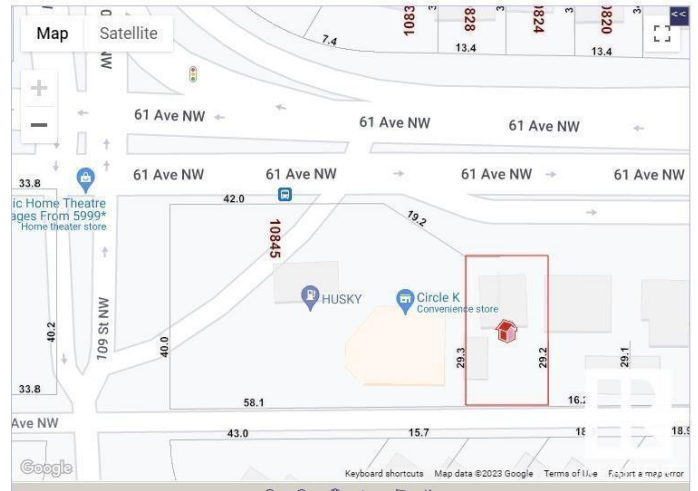 Map Satellite
1083
828
824
820
<<
7.4
13.4
13.4
61 Ave NW
61 Ave NW
61 Ave NW
61 Ave NW
61 Ave NW
61 Ave NW
61 Ave NW
33.8
42.0
19.2
ic Home Theatre
ages From 5999*
Home theater store
10845
HUSKY
Circle K
Convenience store
109 St NW
40.2
40.0
29.3
29.2
29.1
33.8
58.1
16.2
Ave NW
43.0
15.7
18
18.9
Google
Keyboard shortcuts Map data ©2023 Google Terms of Use Report a map error